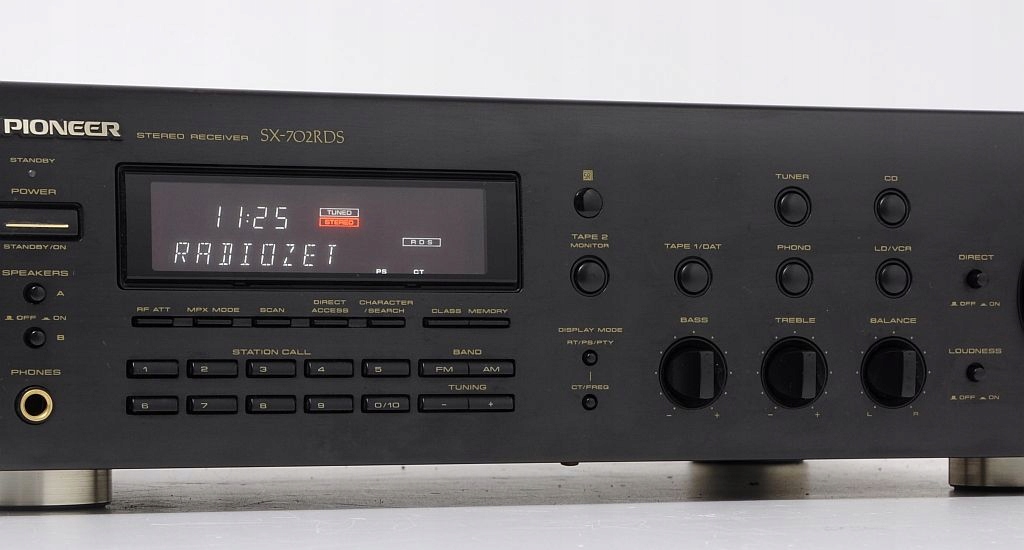 PIONEER STEREO RECEIVER SX-702RDS
STANDBY
POWER
STANDBY/ON
SPEAKERS
A
OFF ON
B
PHONES
11:25
TUNED
STEREO
RDS
RADIOZET
PS CT
RF ATT MPX MODE SCAN DIRECT ACCESS CHARACTER /SEARCH CLASS MEMORY
STATION CALL BAND
1 2 3 4 5 FM AM
TUNING
6 7 8 9 0/10 - +
TAPE 2
MONITOR
DISPLAY MODE
RT/PS/PTY
CT/FREQ
TUNER CD
TAPE 1/DAT PHONO LD/VCR
BASS TREBLE BALANCE
- + - + L R
DIRECT
OFF ON
LOUDNESS
OFF ON